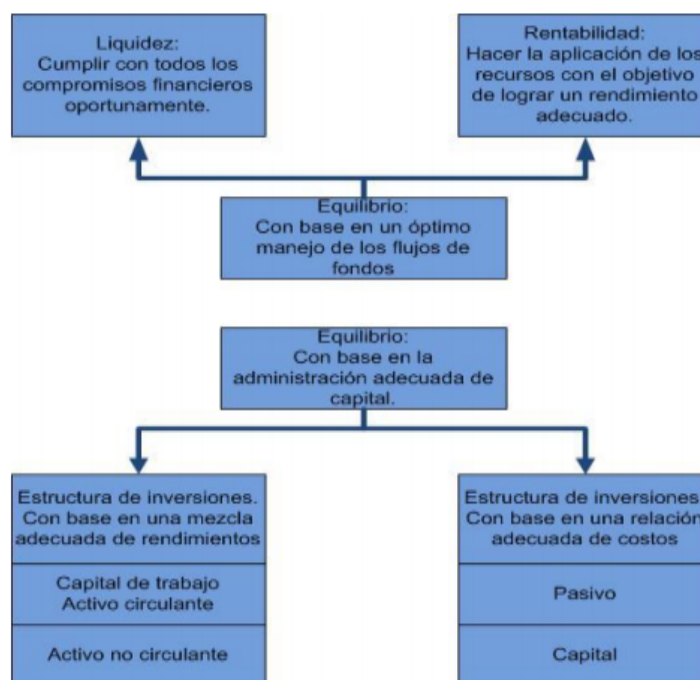 Liquidez:
Cumplir con todos los
compromisos financieros
oportunamente.
Rentabilidad:
Hacer la aplicación de los
recursos con el objetivo
de lograr un rendimiento
adecuado.
Equilibrio:
Con base en un óptimo
manejo de los flujos de
fondos
Equilibrio:
Con base en la
administración adecuada de
capital.
Estructura de inversiones.
Con base en una mezcla
adecuada de rendimientos
Capital de trabajo
Activo circulante
Activo no circulante
Estructura de inversiones
Con base en una relación
adecuada de costos
Pasivo
Capital